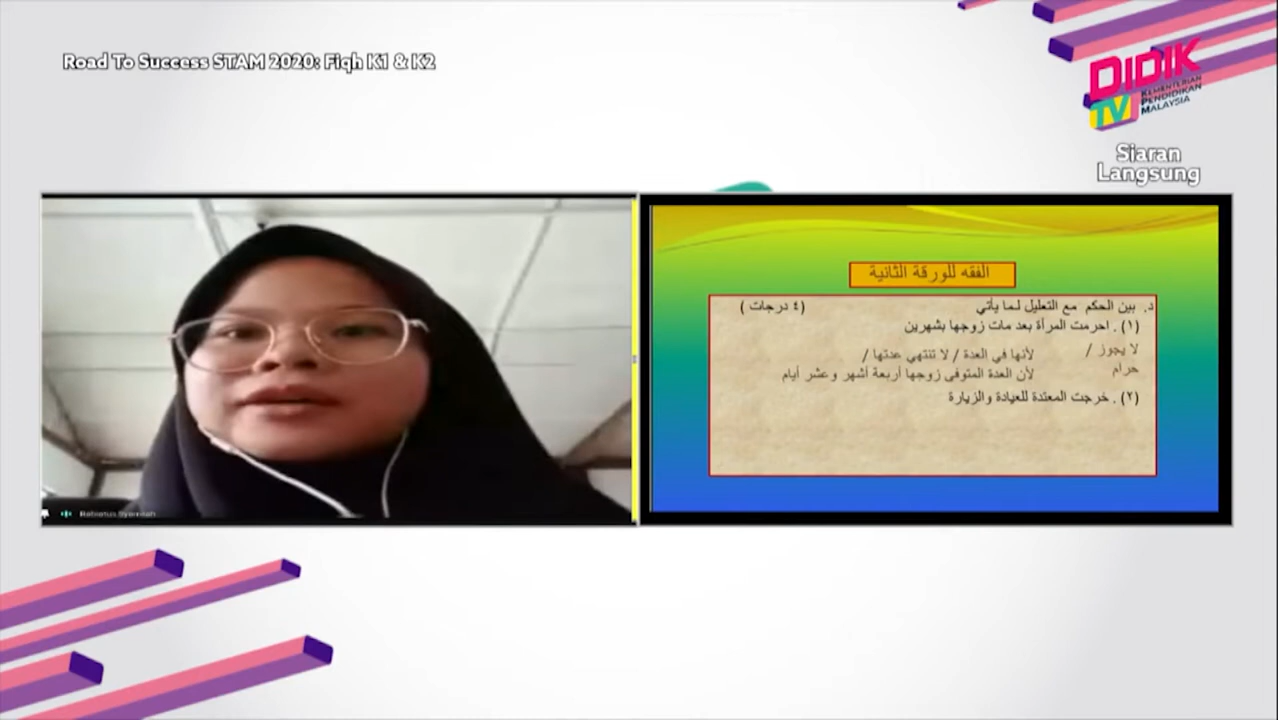 Road To Success STAM 2020: Fiqh K1 & K2
DIDIK
TV
KEMENTERIAN
PENDIDIKAN
MALAYSIA
Siaran
Langsung
الفقه للورقة الثانية
د. بين الحكم مع التعليل لما يأتي (٤ درجات)
(١) . احرمت المرأة بعد مات زوجها بشهرين
لا يجوز / لأنها في العدة / لا تنتهي عدتها /
حرام لأن العدة المتوفى زوجها أربعة أشهر وعشر أيام
(٢) . خرجت المعتدة للعيادة والزيارة